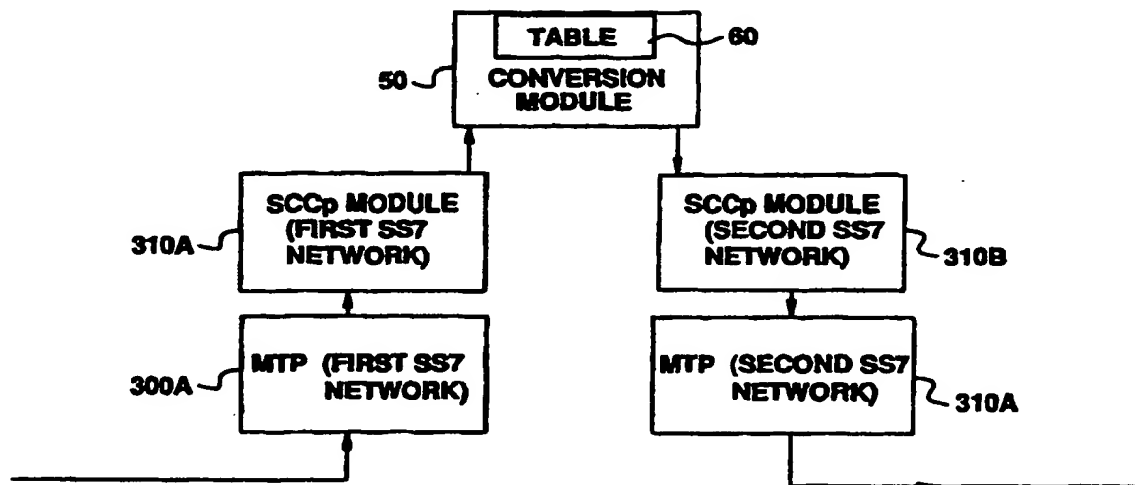 TABLE
60
50
CONVERSION
MODULE
SCCp MODULE
(FIRST SS7
NETWORK)
310A
SCCp MODULE
(SECOND SS7
NETWORK)
310B
MTP (FIRST SS7
NETWORK)
300A
MTP (SECOND SS7
NETWORK)
310A